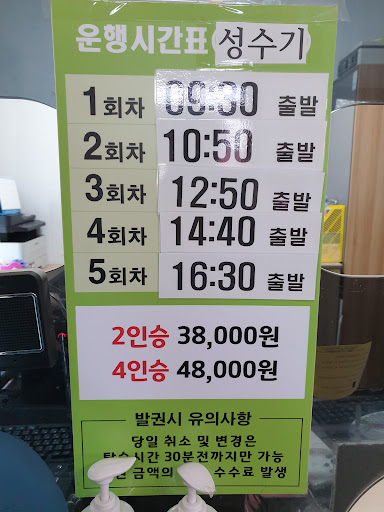 운행시간표 성수기
1회차 09:00 출발
2회차 10:50 출발
3회차 12:50 출발
4회차 14:40 출발
5회차 16:30 출발
2인승 38,000원
4인승 48,000원
발권시 유의사항
당일 취소 및 변경은
탑승시간 30분전까지만 가능
금액의 수수료 발생